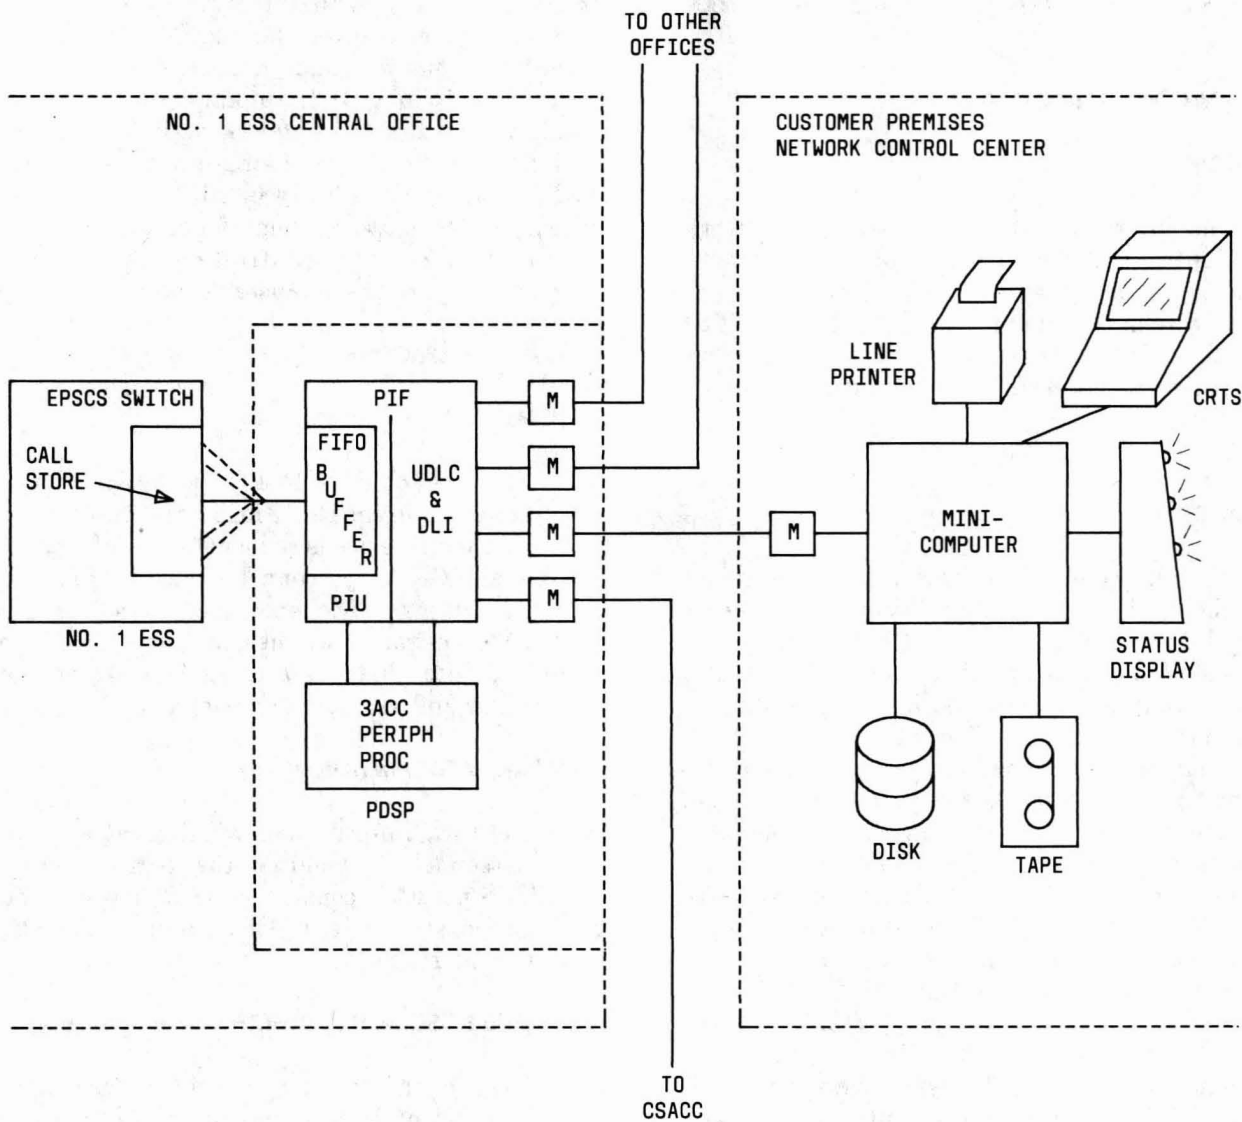 TO OTHER
OFFICES
NO. 1 ESS CENTRAL OFFICE
CUSTOMER PREMISES
NETWORK CONTROL CENTER
LINE
PRINTER
CRTS
EPSCS SWITCH
CALL
STORE
NO. 1 ESS
PIF
FIFO
BUFFER
UDLC
&
DLI
PIU
M
M
M
M
M
MINI-
COMPUTER
STATUS
DISPLAY
3ACC
PERIPH
PROC
PDSP
DISK
TAPE
TO
CSACC